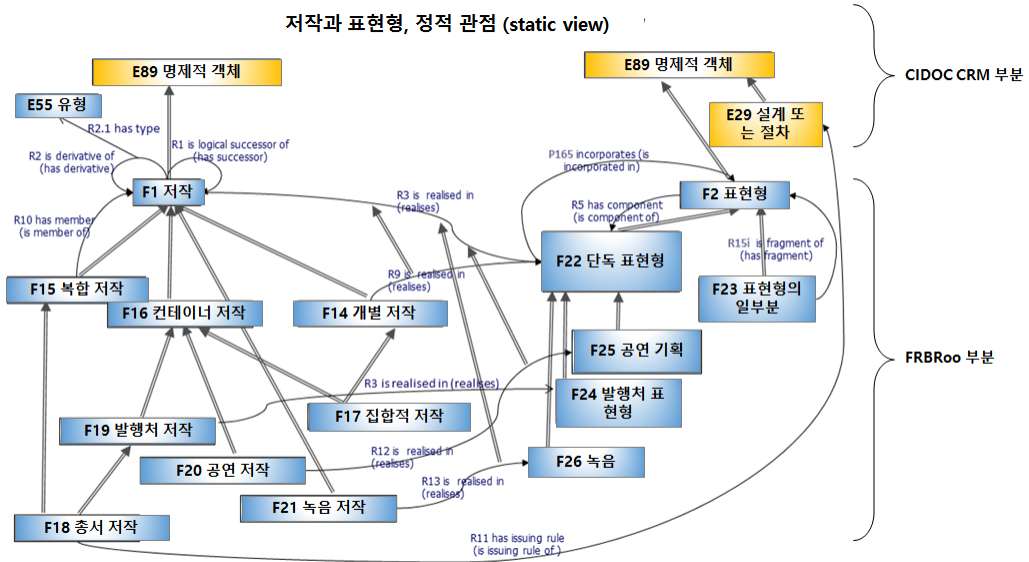 저작과 표현형, 정적 관점 (static view)
E89 명제적 객체
E89 명제적 객체
CIDOC CRM 부분
E55 유형
E29 설계 또
는 절차
R2.1 has type
R1 is logical successor of
(has successor)
R2 is derivative of
(has derivative)
P165 incorporates (is
incorporated in)
F1 저작
R3 is realised in
(realises)
F2 표현형
R5 has component
(is component of)
R10 has member
(is member of)
R15i is fragment of
(has fragment)
F22 단독 표현형
R9 is realised in
(realises)
F15 복합 저작
F16 컨테이너 저작
F14 개별 저작
F23 표현형의
일부분
F25 공연 기획
FRBRoo 부분
R3 is realised in (realises)
F24 발행처 표
현형
F17 집합적 저작
F19 발행처 저작
R12 is realised in
(realises)
F20 공연 저작
F26 녹음
R13 is realised in
(realises)
F21 녹음 저작
F18 총서 저작
R11 has issuing rule
(is issuing rule of )